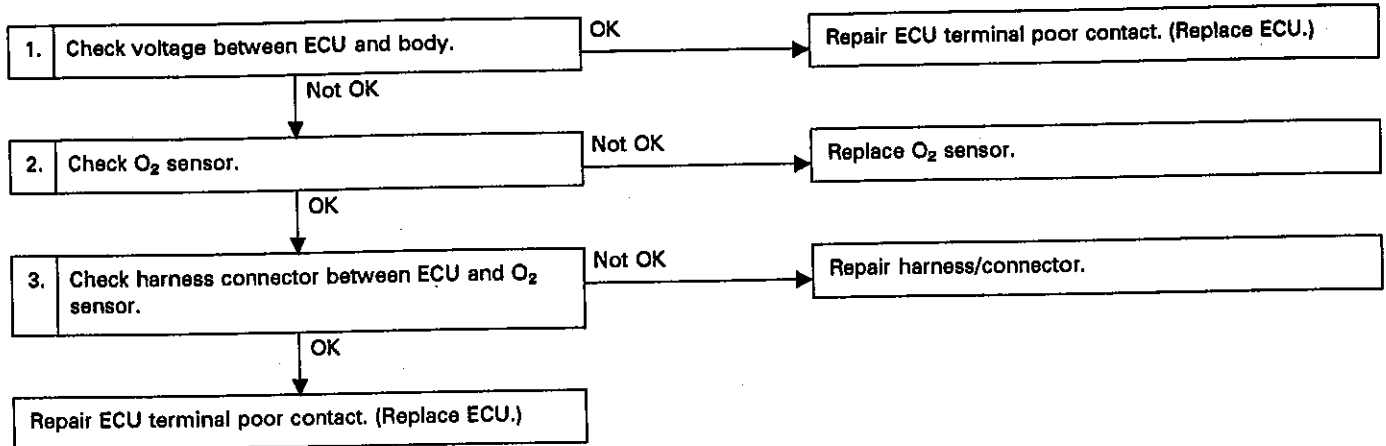 1. Check voltage between ECU and body.
OK
Repair ECU terminal poor contact. (Replace ECU.)
Not OK
2. Check O₂ sensor.
Not OK
Replace O₂ sensor.
OK
3. Check harness connector between ECU and O₂
sensor.
Not OK
Repair harness/connector.
OK
Repair ECU terminal poor contact. (Replace ECU.)